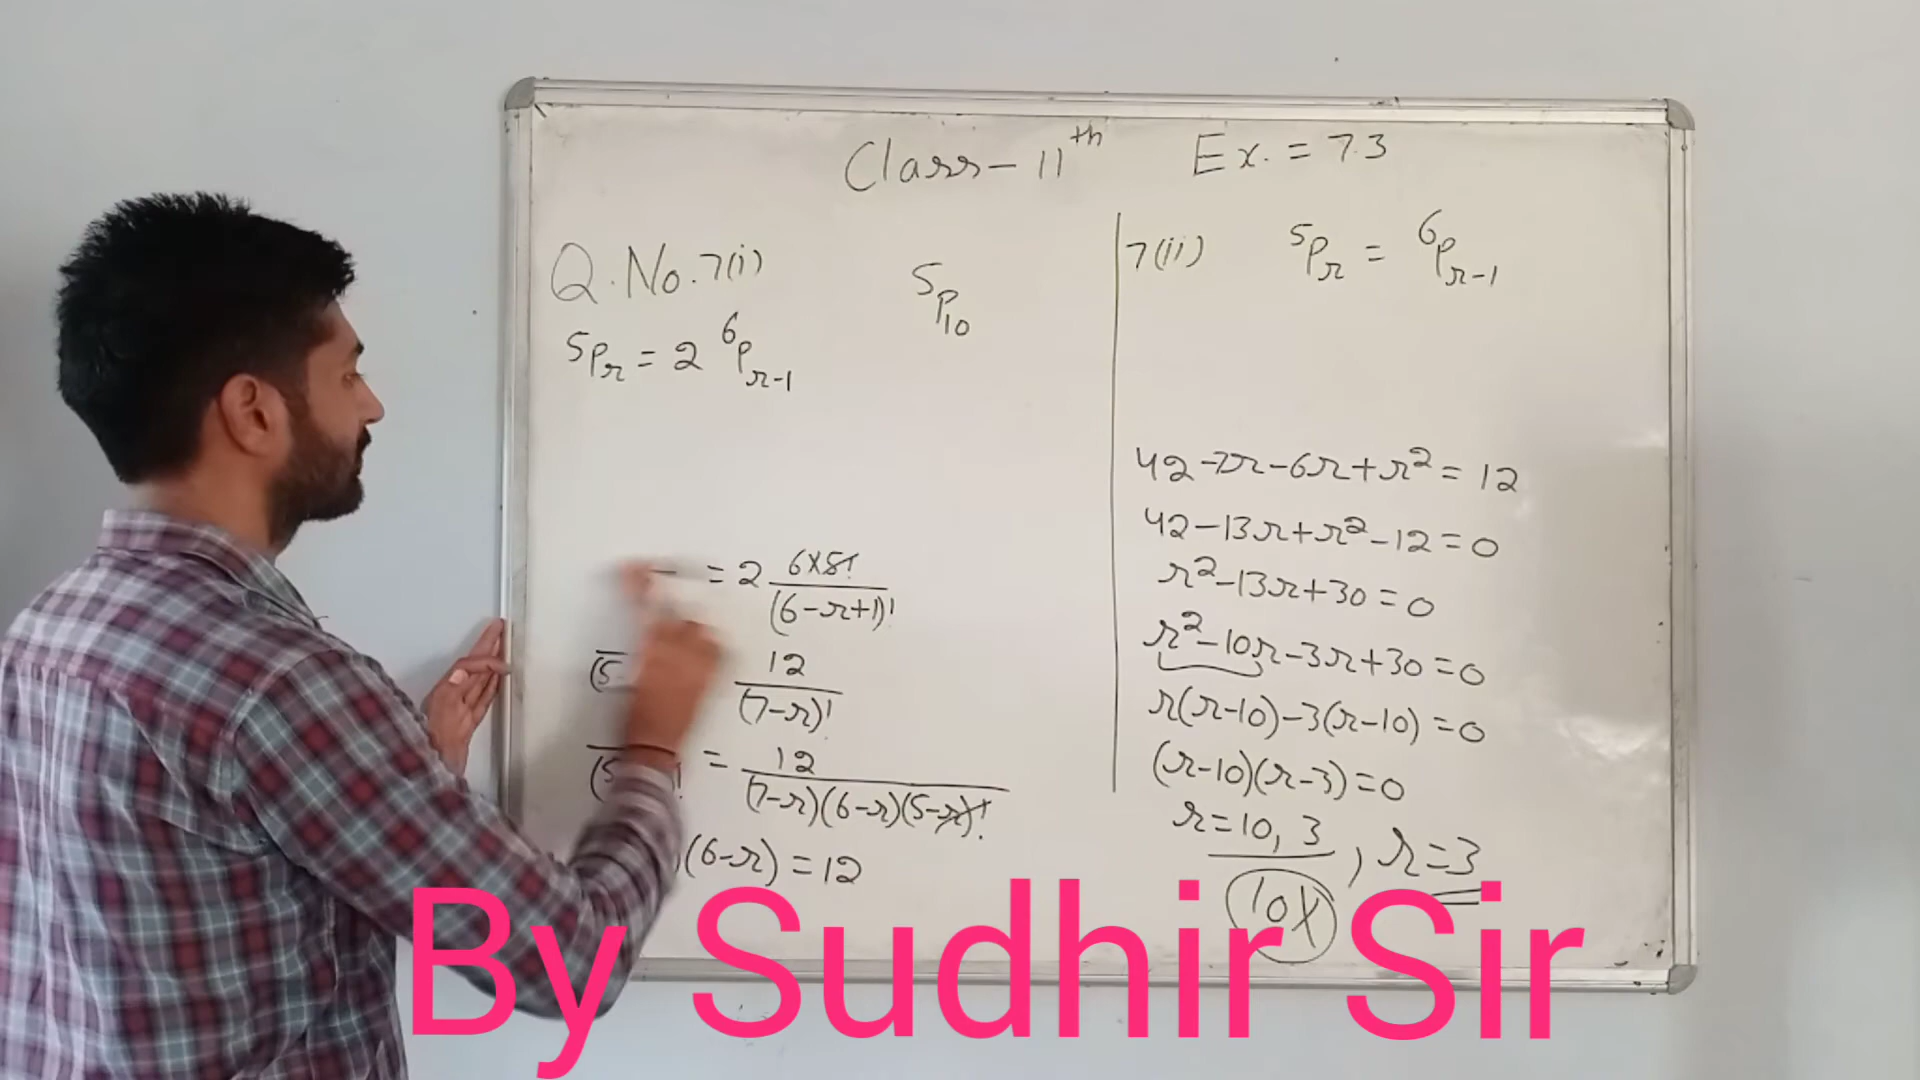 Class-11th Ex. = 7.3
Q.No.7(i)
5Pr = 2 6Pr-1
5P10
= 2 6×5!/(6-r+1)!
(5 12/(7-r)!
(5 ! = 12/(7-r)(6-r)(5-r)!
)(6-r) = 12
7(ii) 5Pr = 6Pr-1
42-7r-6r+r² = 12
42-13r+r²-12 = 0
r²-13r+30 = 0
r²-10r-3r+30 = 0
r(r-10)-3(r-10) = 0
(r-10)(r-3) = 0
r=10, 3, r=3
10X
By Sudhir Sir